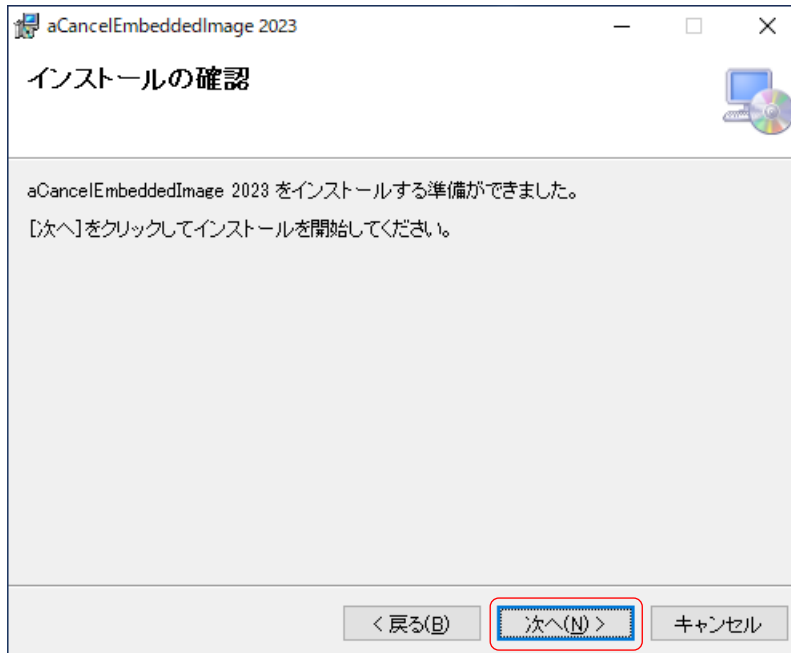 aCancelEmbeddedImage 2023
インストールの確認
aCancelEmbeddedImage 2023 をインストールする準備ができました。
[次へ]をクリックしてインストールを開始してください。
< 戻る(B) 次へ(N) > キャンセル